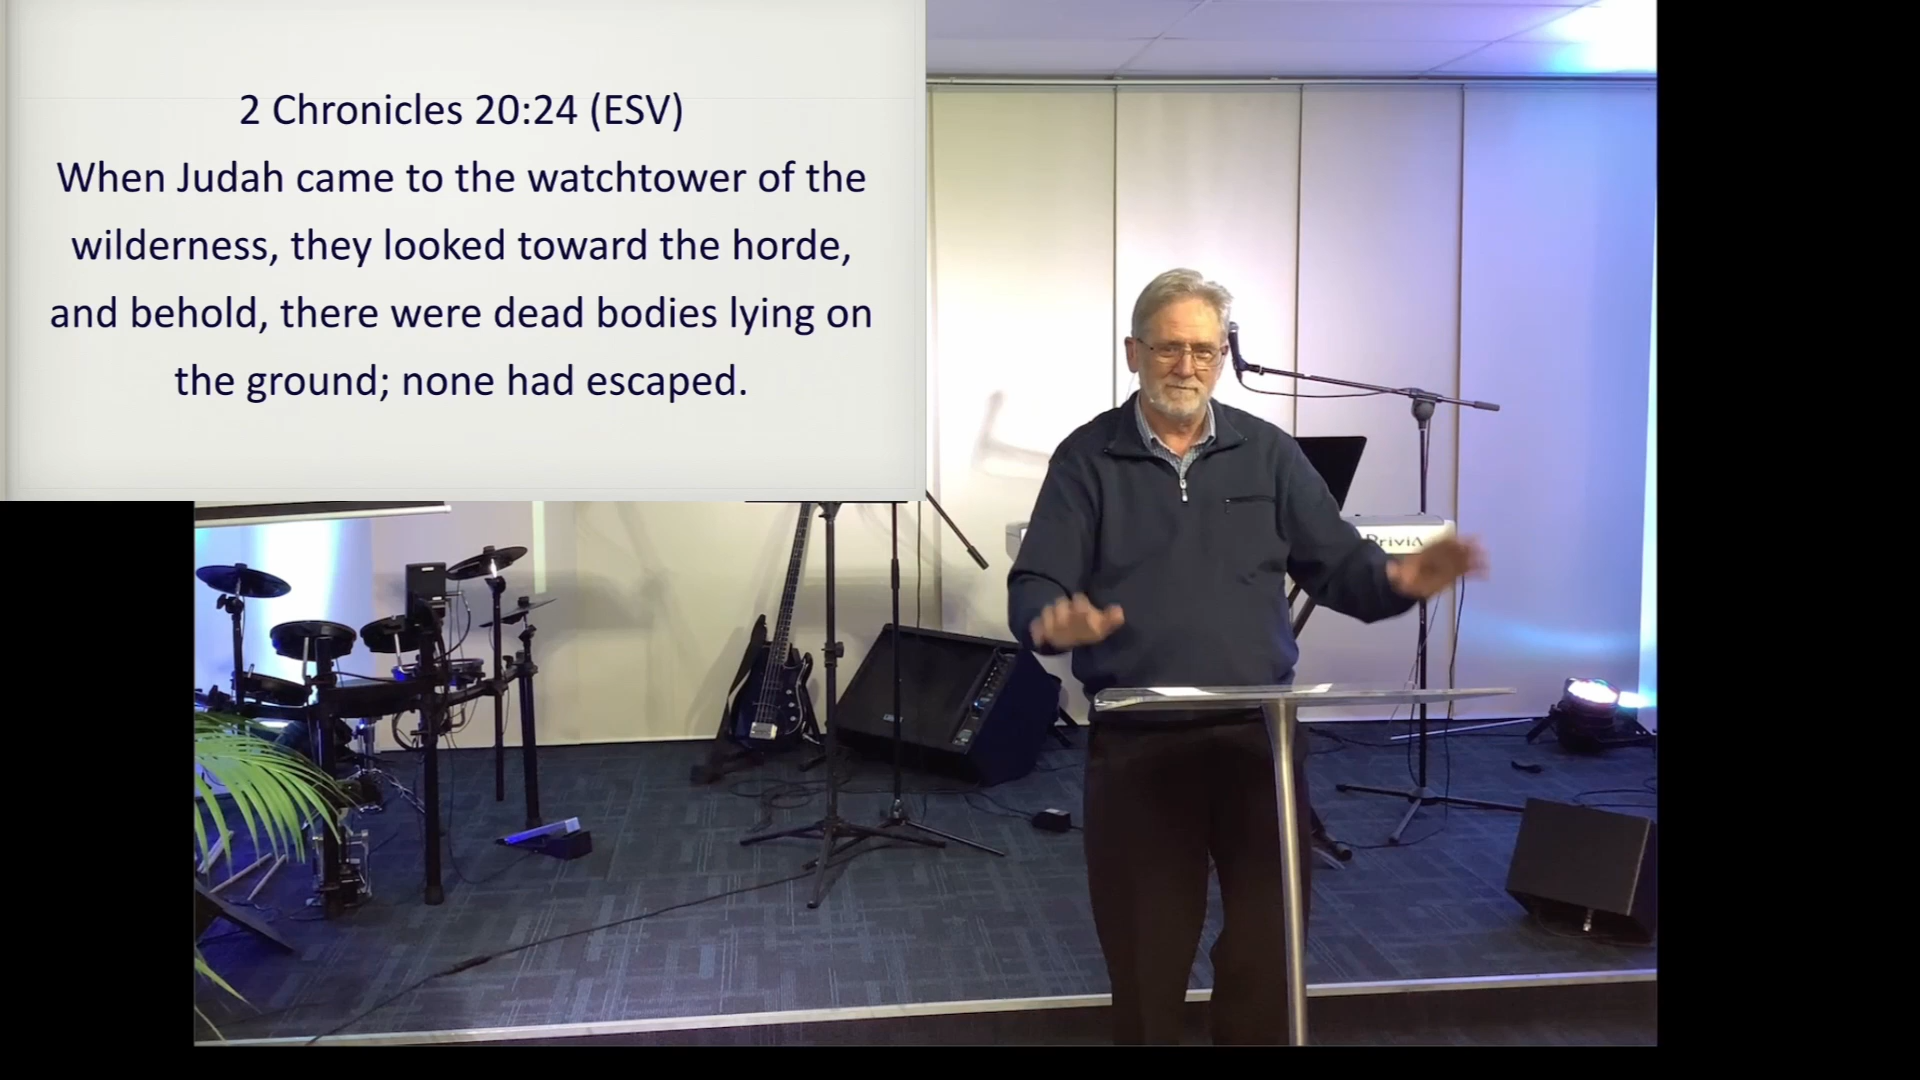 2 Chronicles 20:24 (ESV)
When Judah came to the watchtower of the
wilderness, they looked toward the horde,
and behold, there were dead bodies lying on
the ground; none had escaped.
Privia